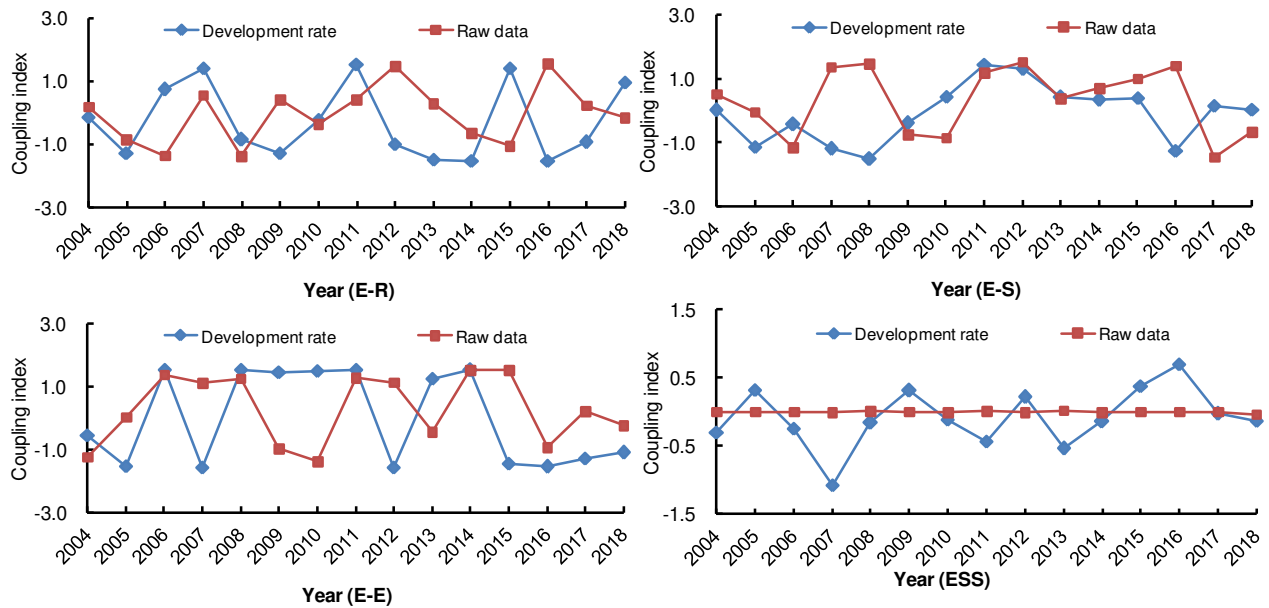 3.0
Development rate
Raw data
1.0
Coupling index
-1.0
-3.0
2004 2005 2006 2007 2008 2009 2010 2011 2012 2013 2014 2015 2016 2017 2018
Year (E-R)
3.0
Development rate
Raw data
1.0
Coupling index
-1.0
-3.0
2004 2005 2006 2007 2008 2009 2010 2011 2012 2013 2014 2015 2016 2017 2018
Year (E-S)
3.0
Development rate
Raw data
1.0
Coupling index
-1.0
-3.0
2004 2005 2006 2007 2008 2009 2010 2011 2012 2013 2014 2015 2016 2017 2018
Year (E-E)
1.5
Development rate
Raw data
0.5
Coupling index
-0.5
-1.5
2004 2005 2006 2007 2008 2009 2010 2011 2012 2013 2014 2015 2016 2017 2018
Year (ESS)